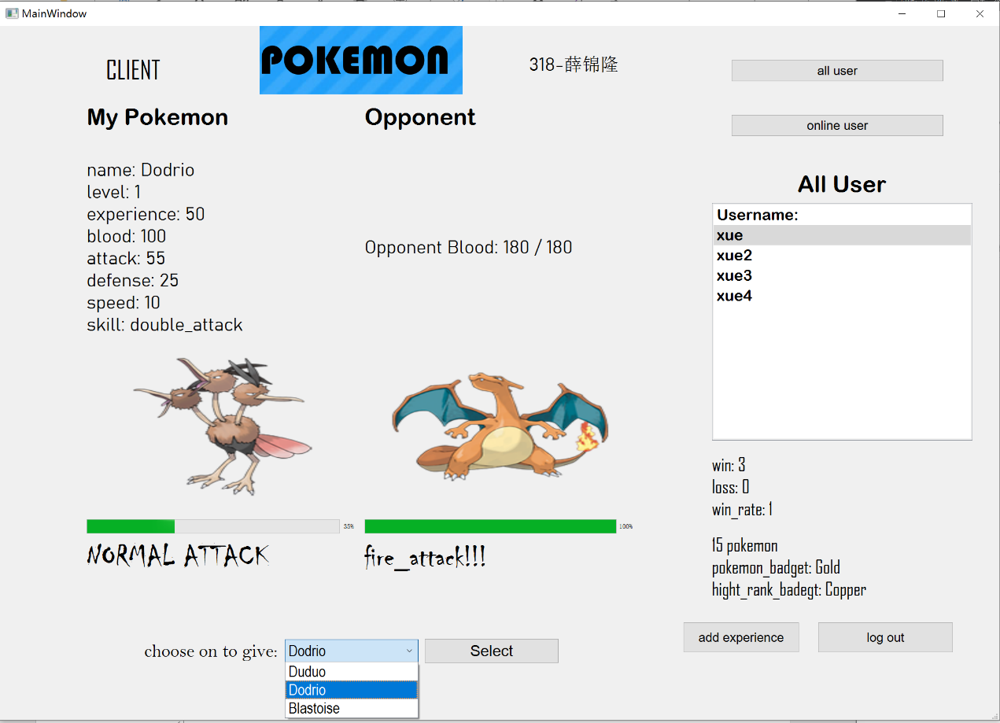 MainWindow
CLIENT
POKEMON
318-薛锦隆
all user
online user
My Pokemon
Opponent
name: Dodrio
level: 1
experience: 50
blood: 100
attack: 55
defense: 25
speed: 10
skill: double_attack
Opponent Blood: 180 / 180
All User
Username:
xue
xue2
xue3
xue4
35%
100%
NORMAL ATTACK
fire_attack!!!
win: 3
loss: 0
win_rate: 1
15 pokemon
pokemon_badget: Gold
hight_rank_badegt: Copper
add experience
log out
choose on to give:
Dodrio
Select
Duduo
Dodrio
Blastoise